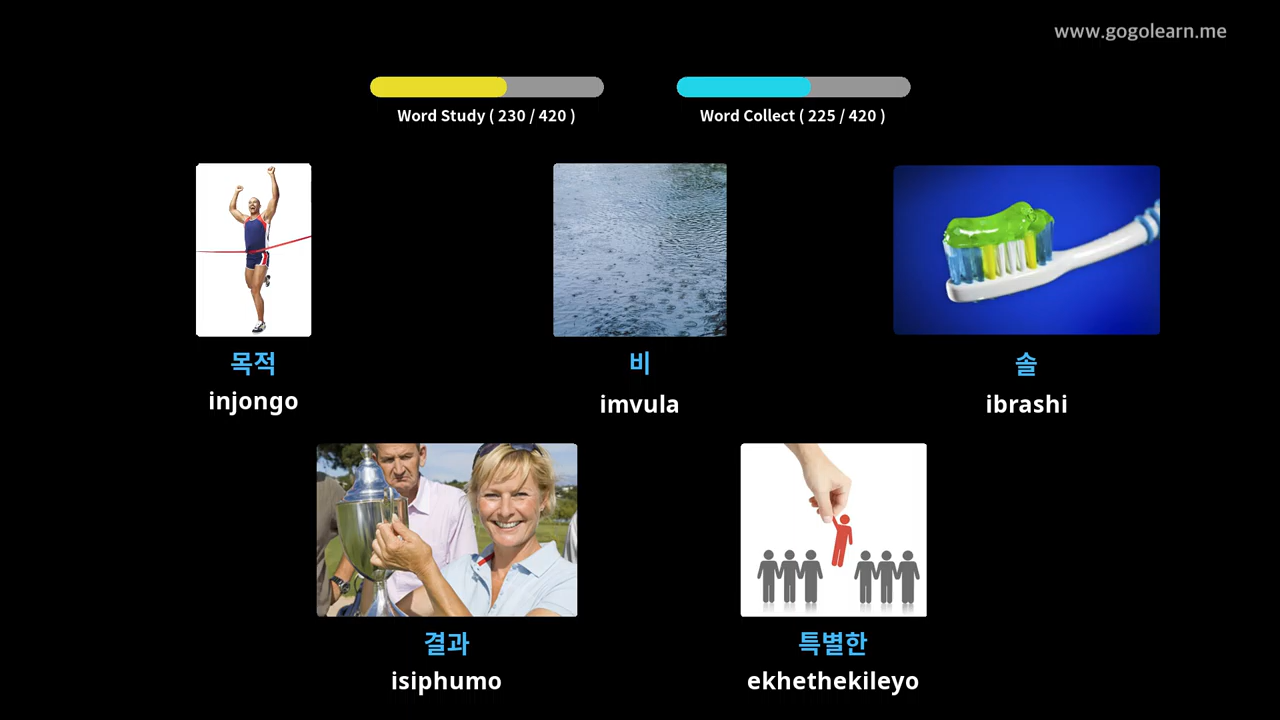 www.gogolearn.me
Word Study ( 230 / 420 )
Word Collect ( 225 / 420 )
목적
injongo
비
imvula
솔
ibrashi
결과
isiphumo
특별한
ekhethekileyo